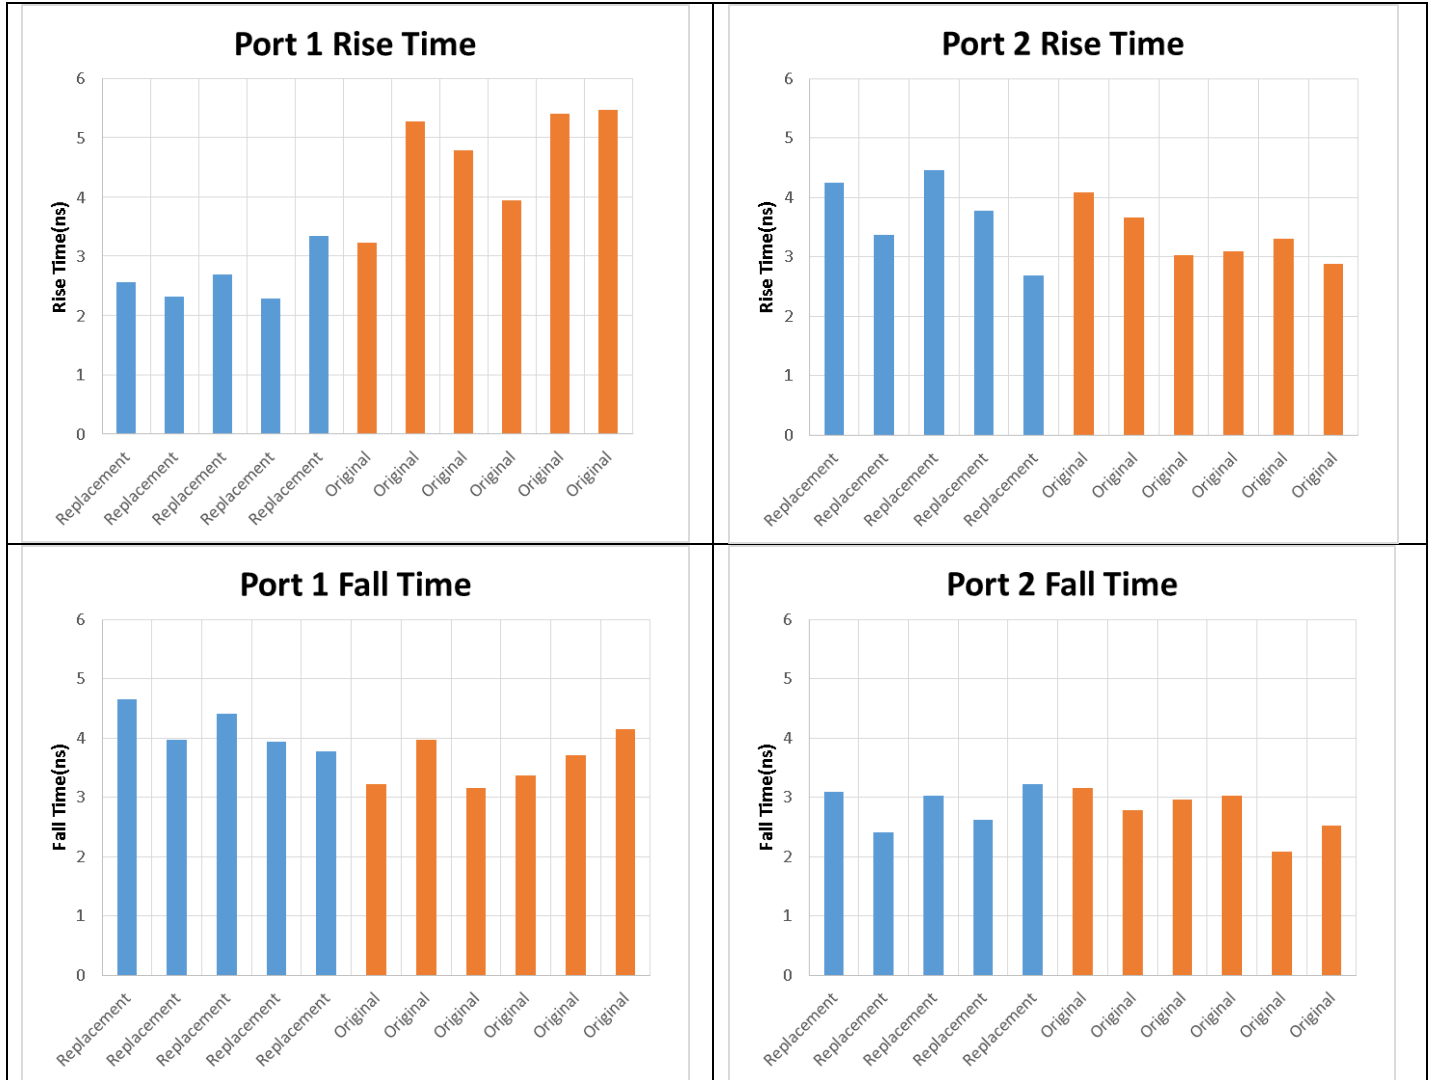 Port 1 Rise Time
Rise Time(ns)
6
5
4
3
2
1
0
Replacement
Replacement
Replacement
Replacement
Replacement
Original
Original
Original
Original
Original
Original
Port 2 Rise Time
Rise Time(ns)
6
5
4
3
2
1
0
Replacement
Replacement
Replacement
Replacement
Replacement
Original
Original
Original
Original
Original
Original
Port 1 Fall Time
Fall Time(ns)
6
5
4
3
2
1
0
Replacement
Replacement
Replacement
Replacement
Replacement
Original
Original
Original
Original
Original
Original
Port 2 Fall Time
Fall Time(ns)
6
5
4
3
2
1
0
Replacement
Replacement
Replacement
Replacement
Replacement
Original
Original
Original
Original
Original
Original